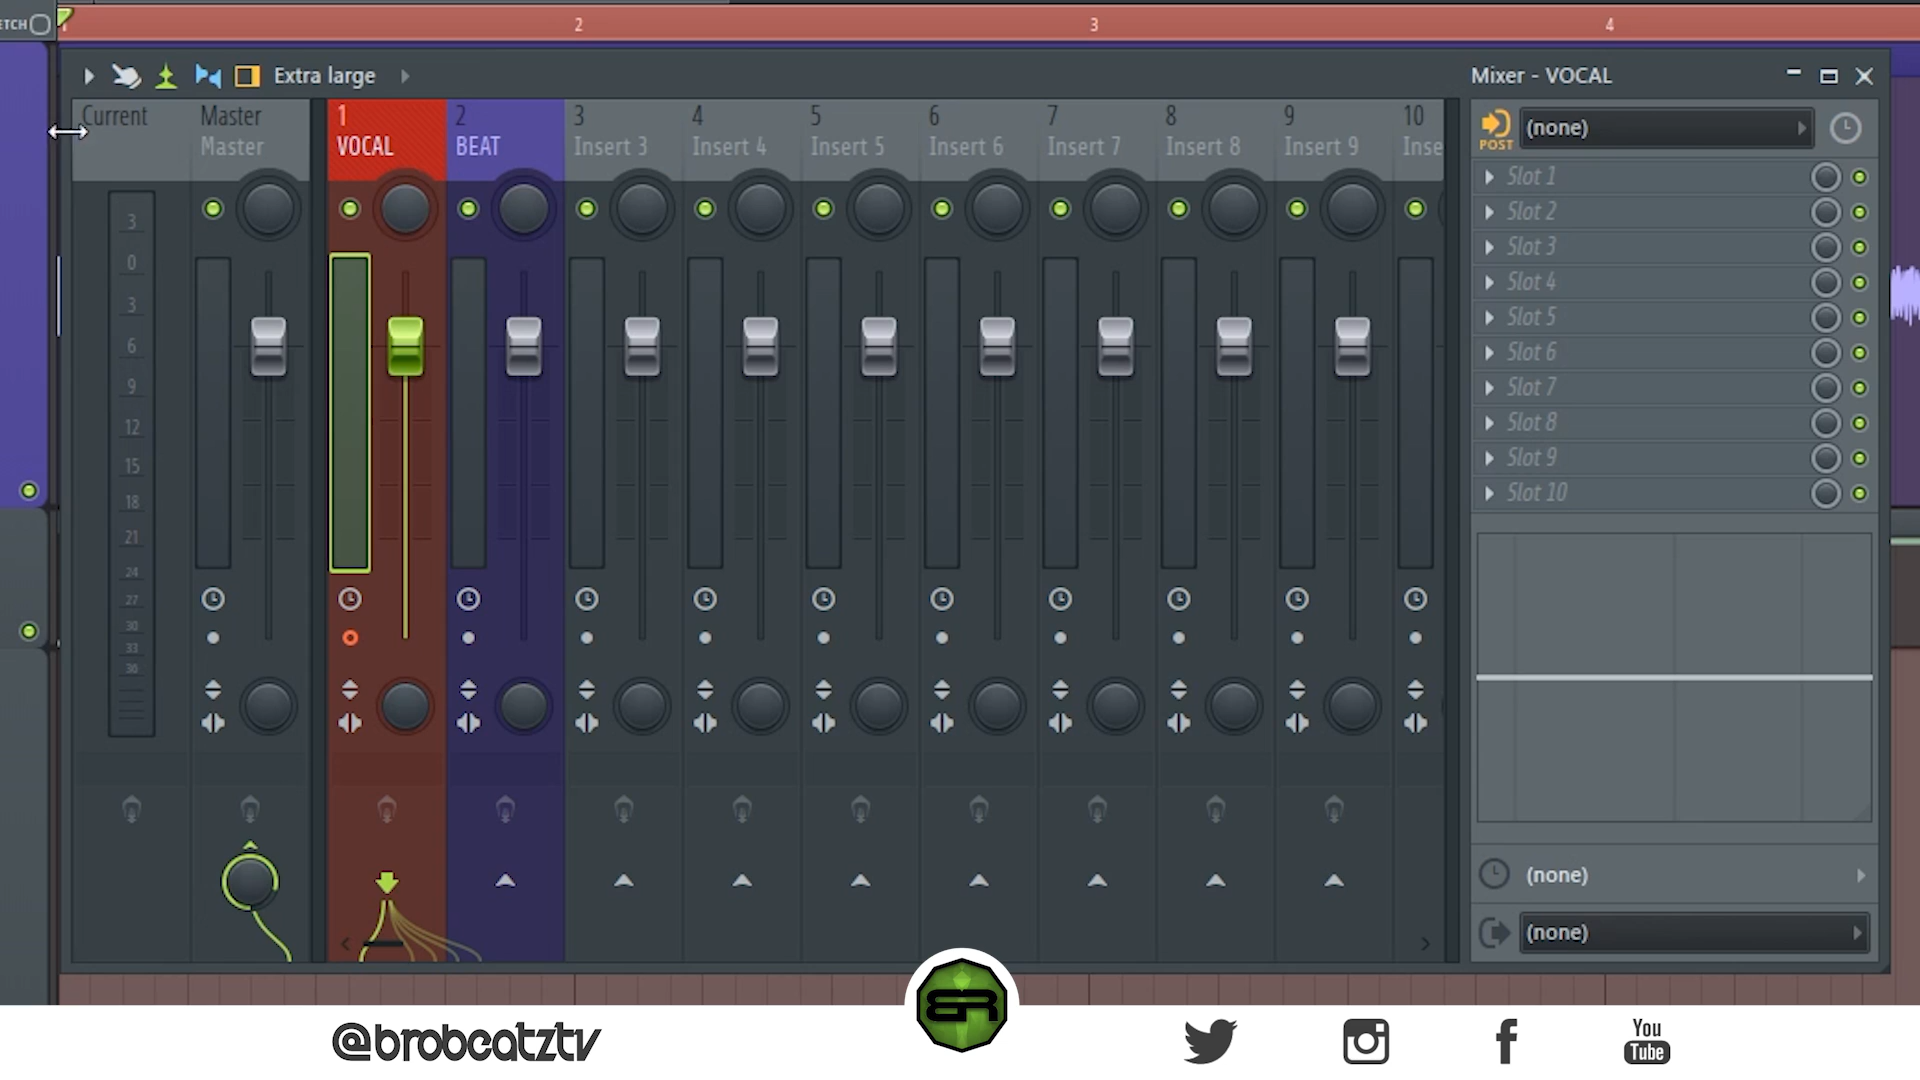 ETCH
1 2 3 4
Extra large
Mixer - VOCAL
Current
Master
Master
1
VOCAL
2
BEAT
3
Insert 3
4
Insert 4
5
Insert 5
6
Insert 6
7
Insert 7
8
Insert 8
9
Insert 9
10
Inse
POST
(none)
Slot 1
Slot 2
Slot 3
Slot 4
Slot 5
Slot 6
Slot 7
Slot 8
Slot 9
Slot 10
3
0
3
6
9
12
15
18
21
24
27
30
33
36
(none)
(none)
@brobeatztv
BR
You
Tube